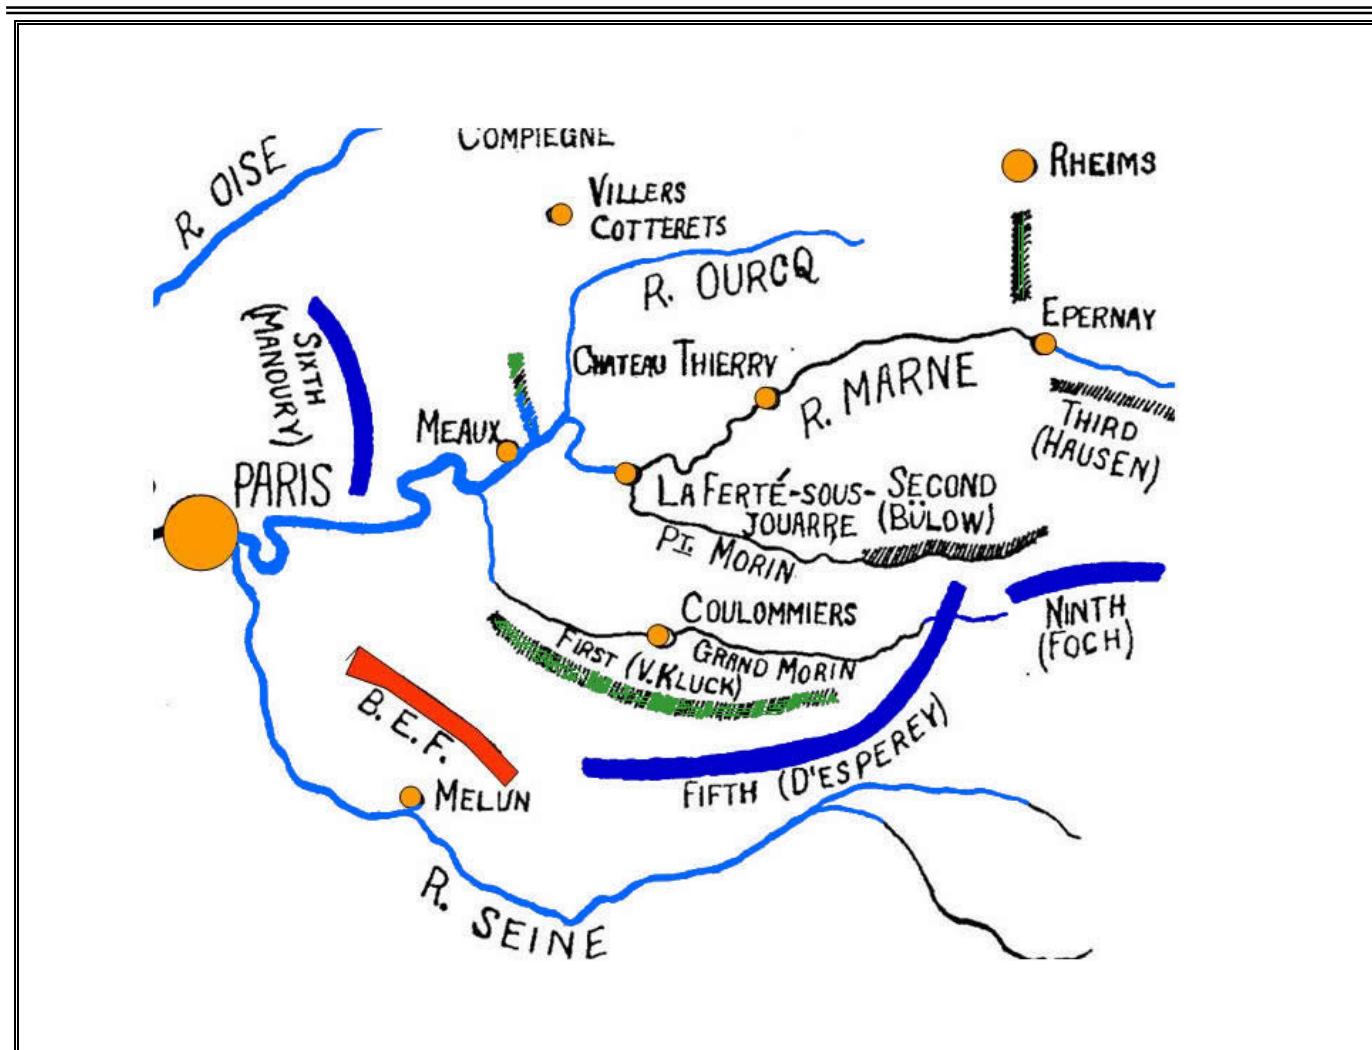 COMPIEGNE
R. OISE
VILLERS
COTTERETS
RHEIMS
R. OURCQ
EPERNAY
SIXTH
(MANOURY)
CHATEAU THIERRY
R. MARNE
THIRD
(HAUSEN)
MEAUX
PARIS
LA FERTÉ-SOUS-
JOUARRE
SECOND
(BÜLOW)
PT. MORIN
COULOMMIERS
NINTH
(FOCH)
FIRST (V. KLUCK)
GRAND MORIN
B.E.F.
FIFTH (D'ESPEREY)
MELUN
R. SEINE